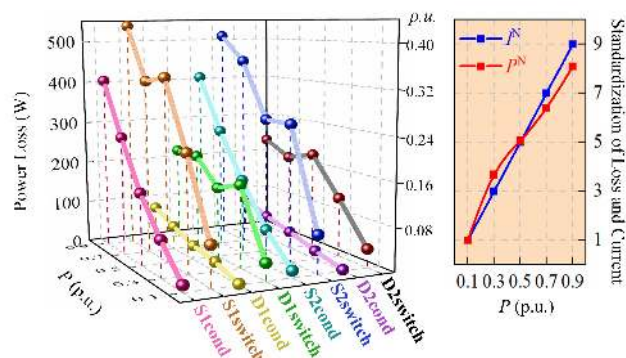 p.u.
550
400
300
200
100
0
Power Loss (W)
P (p.u.)
0.40
0.32
0.24
0.16
0.08
S1cond
S1switch
D1cond
D1switch
S2cond
S2switch
D2cond
D2switch
I^N
P^N
9
7
5
3
1
0.1 0.3 0.5 0.7 0.9
P (p.u.)
Standardization of Loss and Current